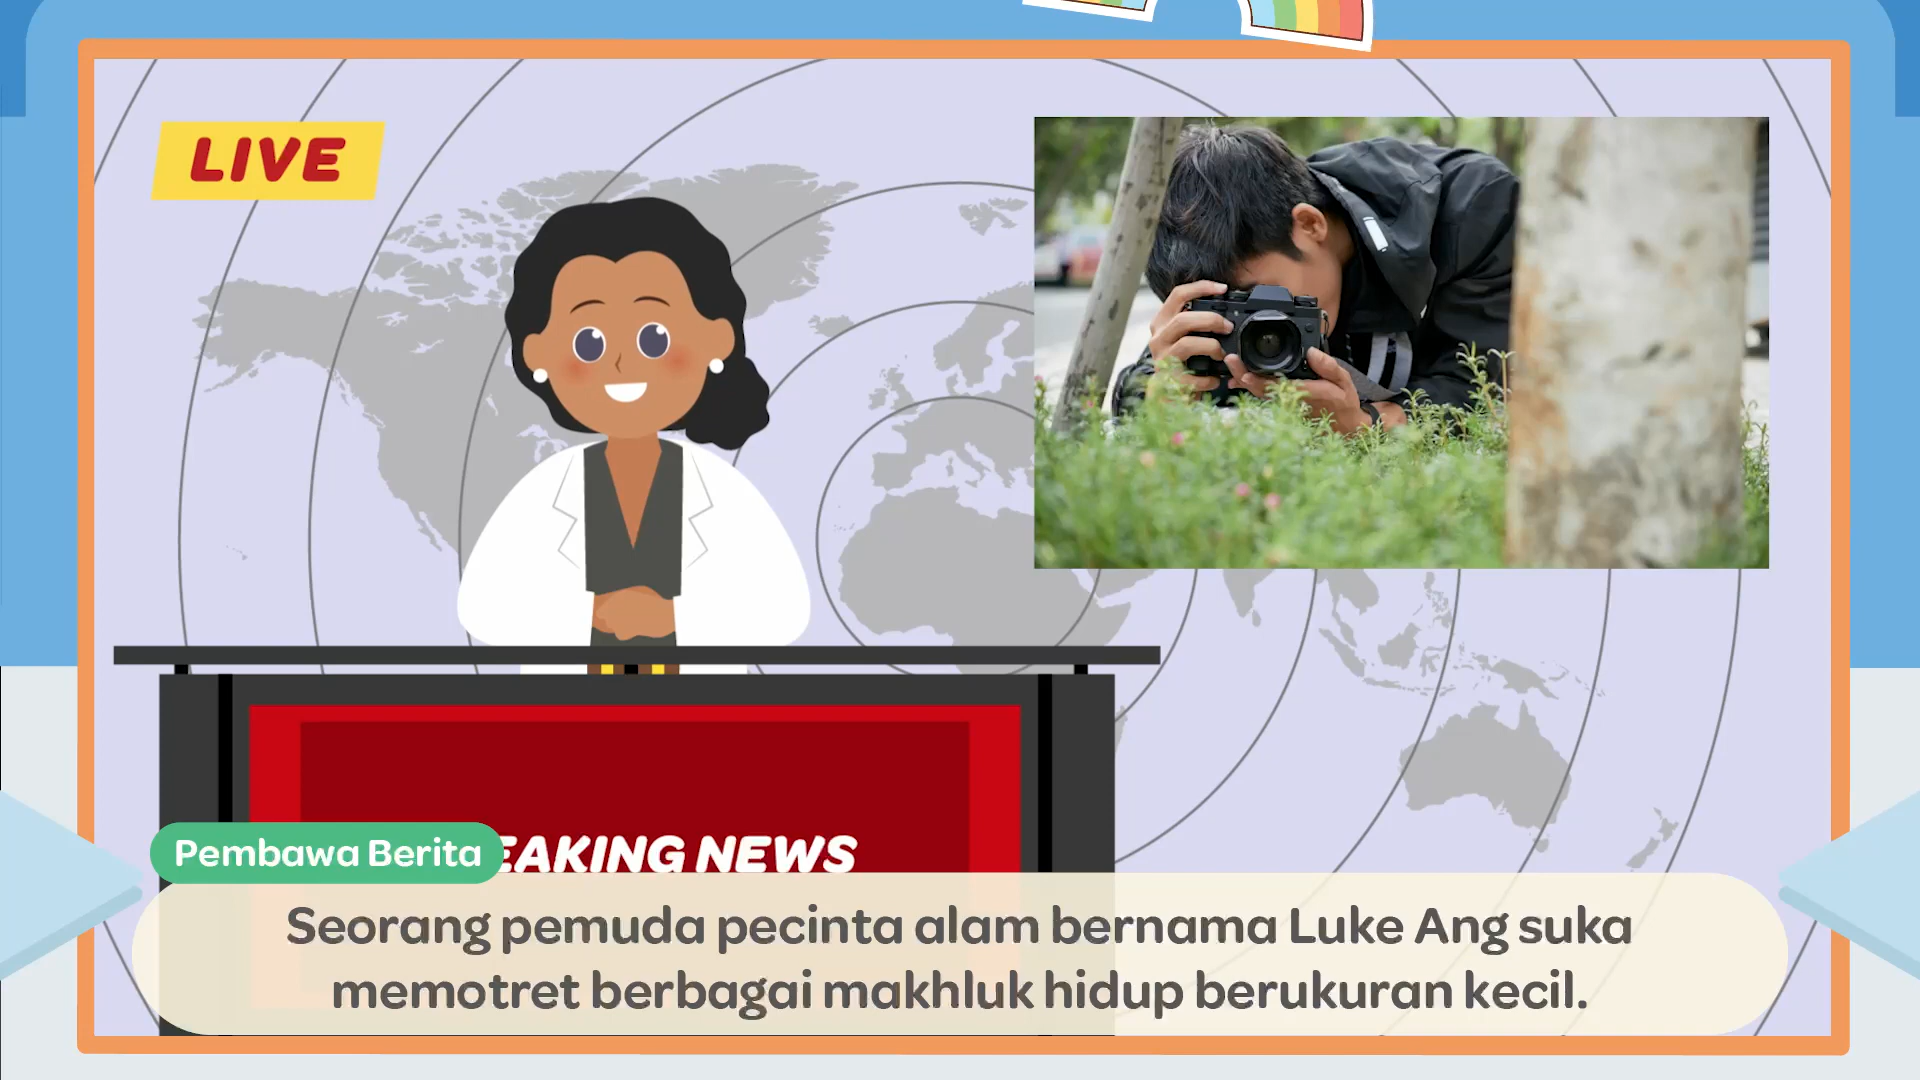 LIVE
EAKING NEWS
Pembawa Berita
Seorang pemuda pecinta alam bernama Luke Ang suka
memotret berbagai makhluk hidup berukuran kecil.